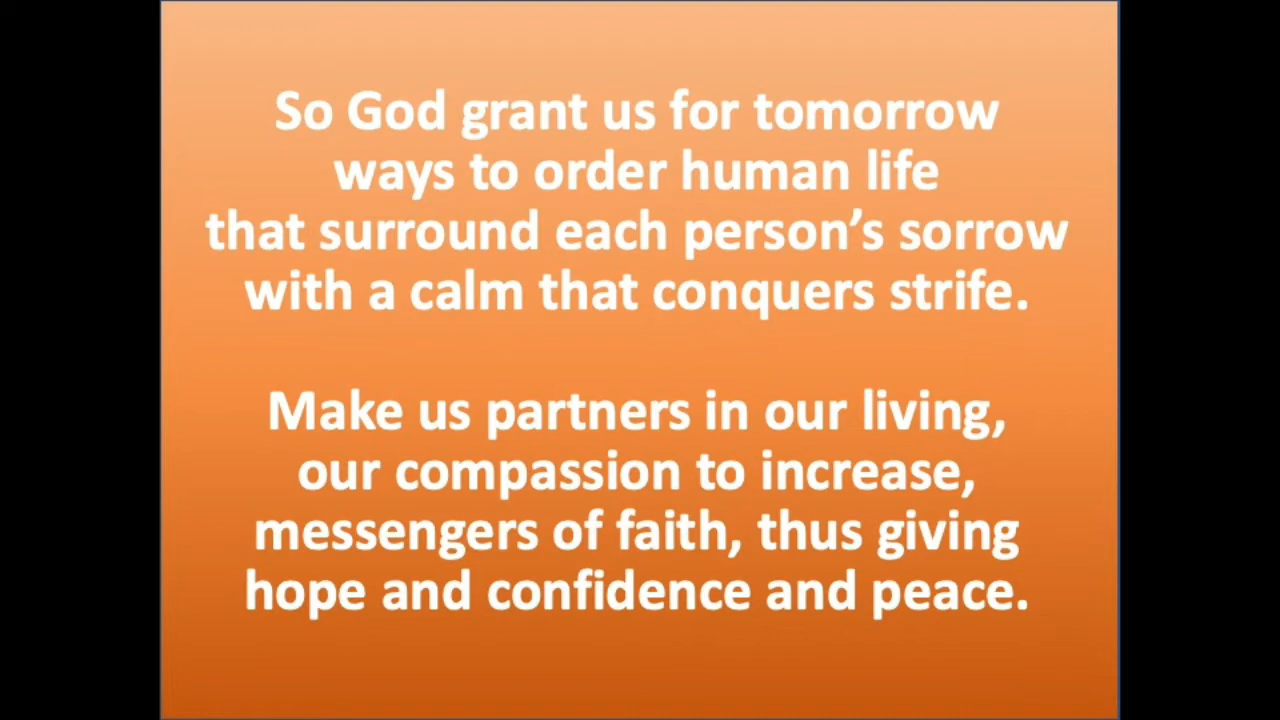 So God grant us for tomorrow
ways to order human life
that surround each person’s sorrow
with a calm that conquers strife.
Make us partners in our living,
our compassion to increase,
messengers of faith, thus giving
hope and confidence and peace.